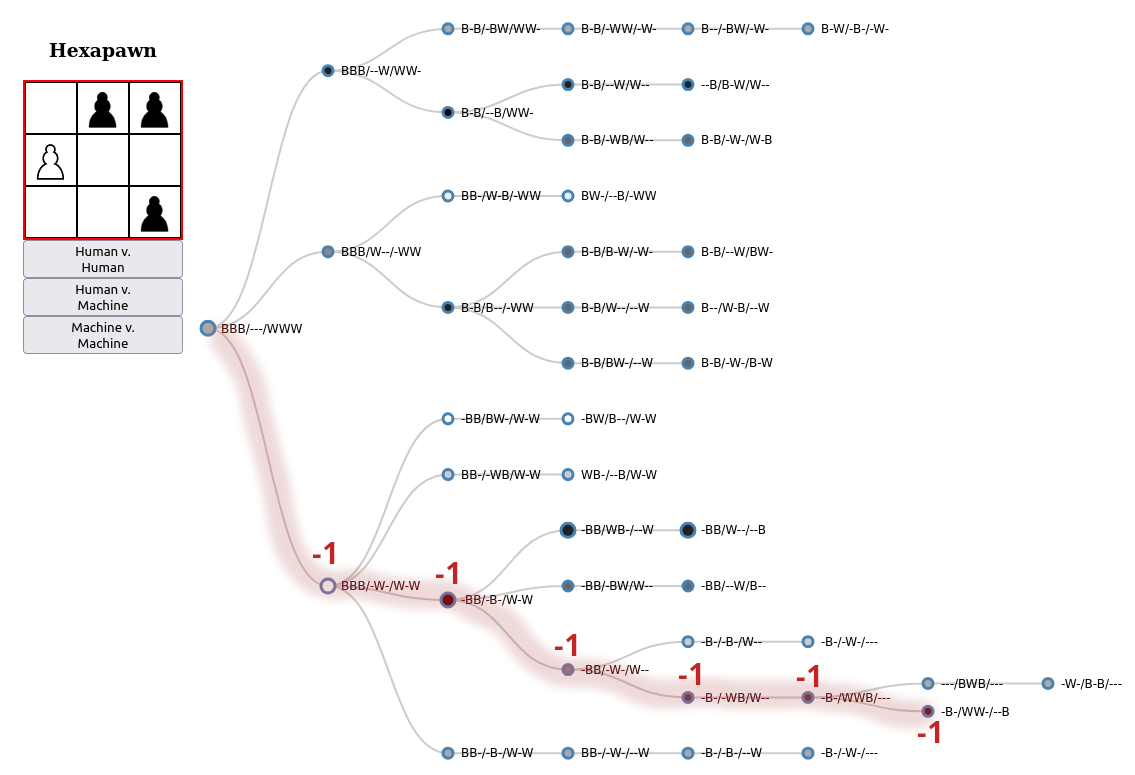 Hexapawn
Human v.
Human
Human v.
Machine
Machine v.
Machine
BBB/---/WWW
BBB/--W/WW-
B-B/-BW/WW-
B-B/-WW/-W-
B--/-BW/-W-
B-W/-B-/-W-
B-B/--B/WW-
B-B/--W/W--
--B/B-W/W--
B-B/-WB/W--
B-B/-W-/W-B
BBB/W--/-WW
BB-/W-B/-WW
BW-/--B/-WW
B-B/B--/-WW
B-B/B-W/-W-
B-B/--W/BW-
B-B/W--/--W
B--/W-B/--W
B-B/BW-/--W
B-B/-W-/B-W
-1
BBB/-W-/W-W
-BB/BW-/W-W
-BW/B--/W-W
BB-/-WB/W-W
WB-/--B/W-W
-1
-BB/-B-/W-W
-BB/WB-/--W
-BB/W--/--B
-BB/-BW/W--
-BB/--W/B--
-1
-BB/-W-/W--
-B-/-B-/W--
-B-/-W-/---
-1
-B-/-WB/W--
-1
-B-/WWB/---
---/BWB/---
-W-/B-B/---
-B-/WW-/--B
-1
BB-/-B-/W-W
BB-/-W-/--W
-B-/-B-/--W
-B-/-W-/---